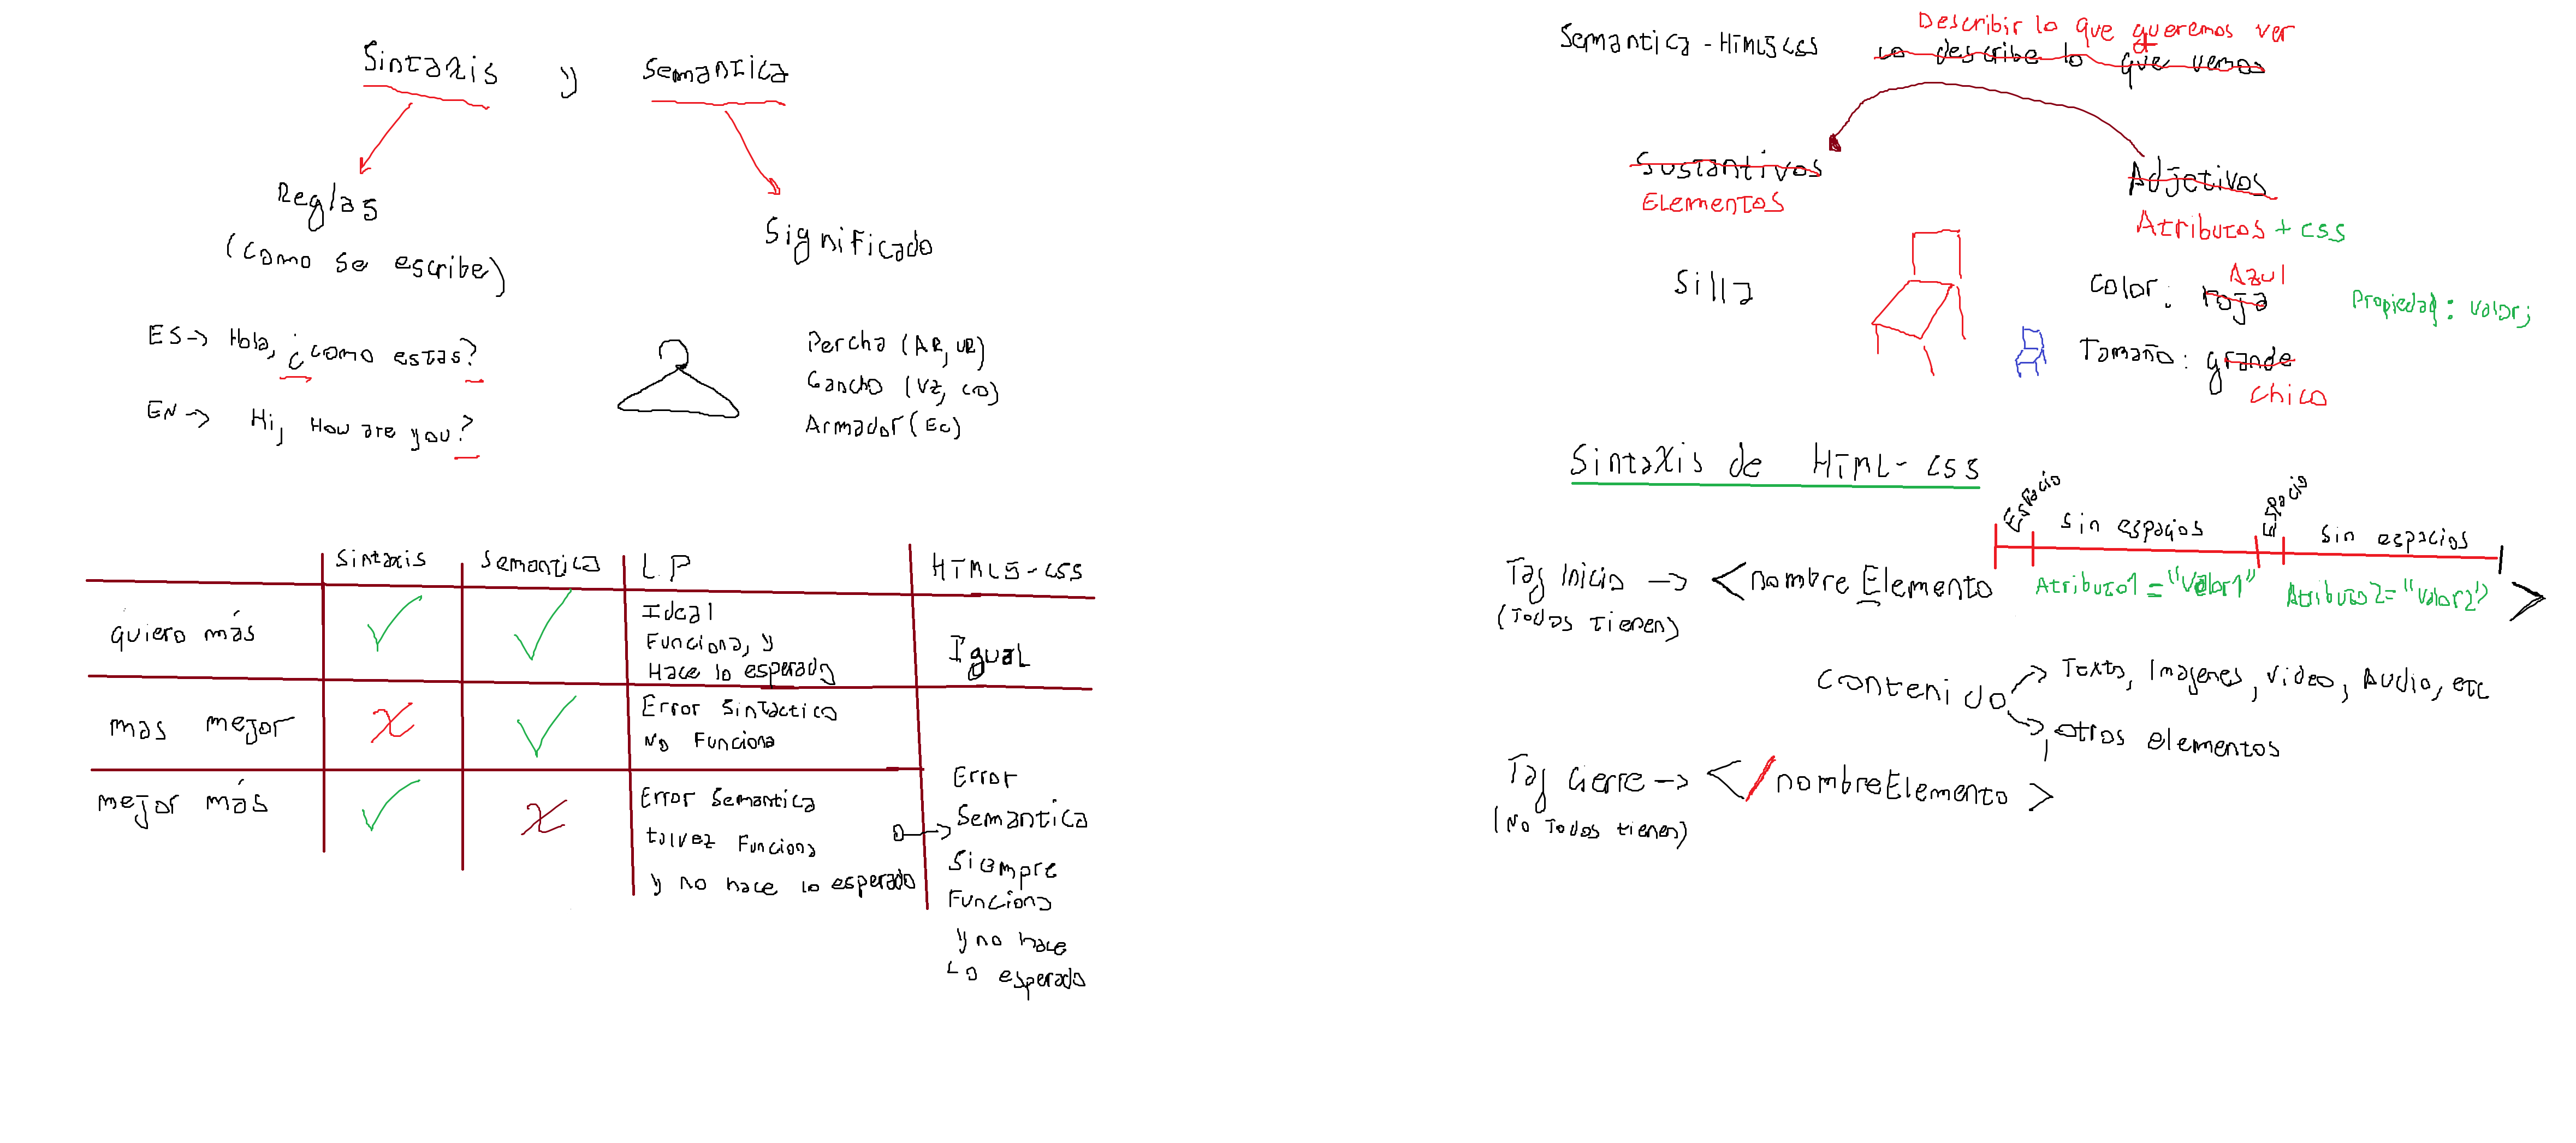 Sintaxis y Semantica
Reglas
(como se escribe)
Significado
ES-> Hola, ¿como estas?
EN-> Hi, How are you?
Percha (AR, UR)
Gancho (VZ, CO)
Armador (EC)
Sintaxis Semantica L.P HTML5-CSS
quiero más ✓ ✓ Ideal
Funciona, y
Hace lo esperado
Igual
mas mejor X ✓ Error Sintactico
No Funciona
mejor más ✓ X Error Semantica
talvez Funciona
y no hace lo esperado
Error
Semantica
Siempre
Funciona
y no hace
Lo esperado
Semantica - HTML5 CSS
Describir lo que queremos ver
lo describe lo que vemos
Sustantivos
Elementos
Adjetivos
Atributos + CSS
Silla
Azul
Color: roja
Propiedad: valor;
Tamaño: grande
chico
Sintaxis de HTML-CSS
Espacio sin espacios Espacio sin espacios
Tag Inicio -> <nombreElemento Atributo1="Valor1" Atributo2="Valor2">
(Todos tienen)
Contenido
Texto, Imagenes, video, Audio, etc
otros elementos
Tag Cierre -> </nombreElemento>
(No Todos tienen)